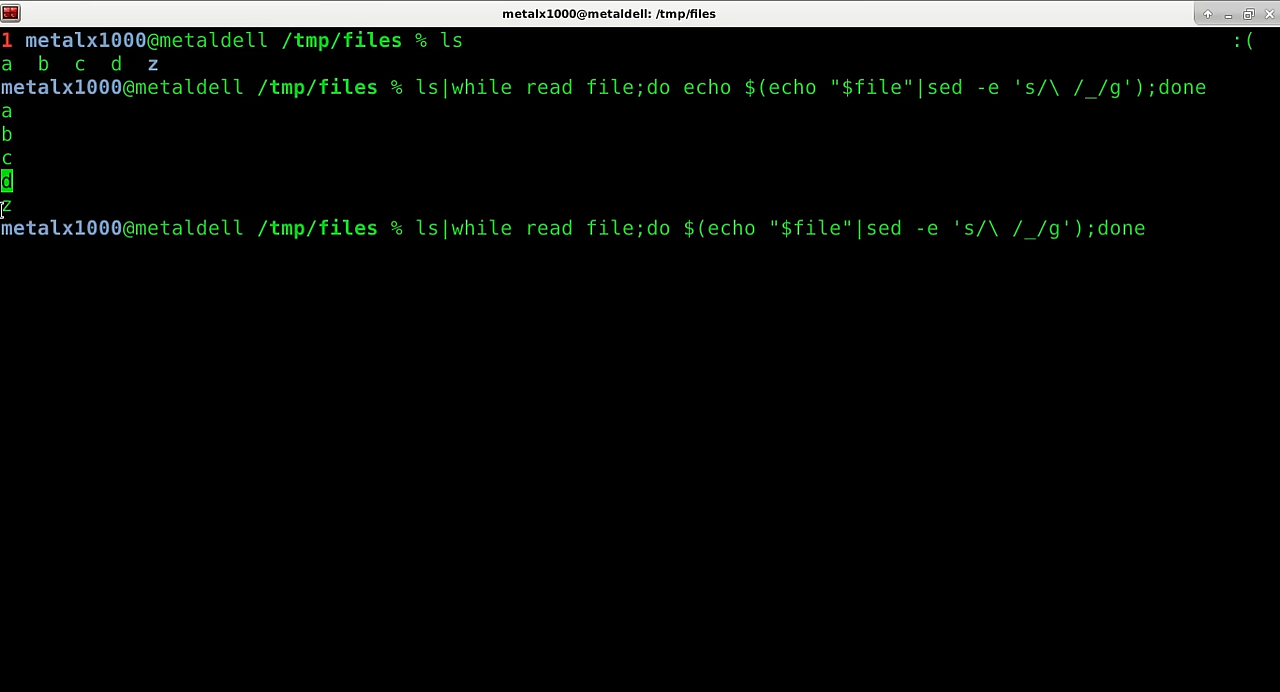 metalx1000@metaldell: /tmp/files
1 metalx1000@metaldell /tmp/files % ls :(
a b c d z
metalx1000@metaldell /tmp/files % ls|while read file;do echo $(echo "$file"|sed -e 's/\ /_/g');done
a
b
c
d
z
metalx1000@metaldell /tmp/files % ls|while read file;do $(echo "$file"|sed -e 's/\ /_/g');done